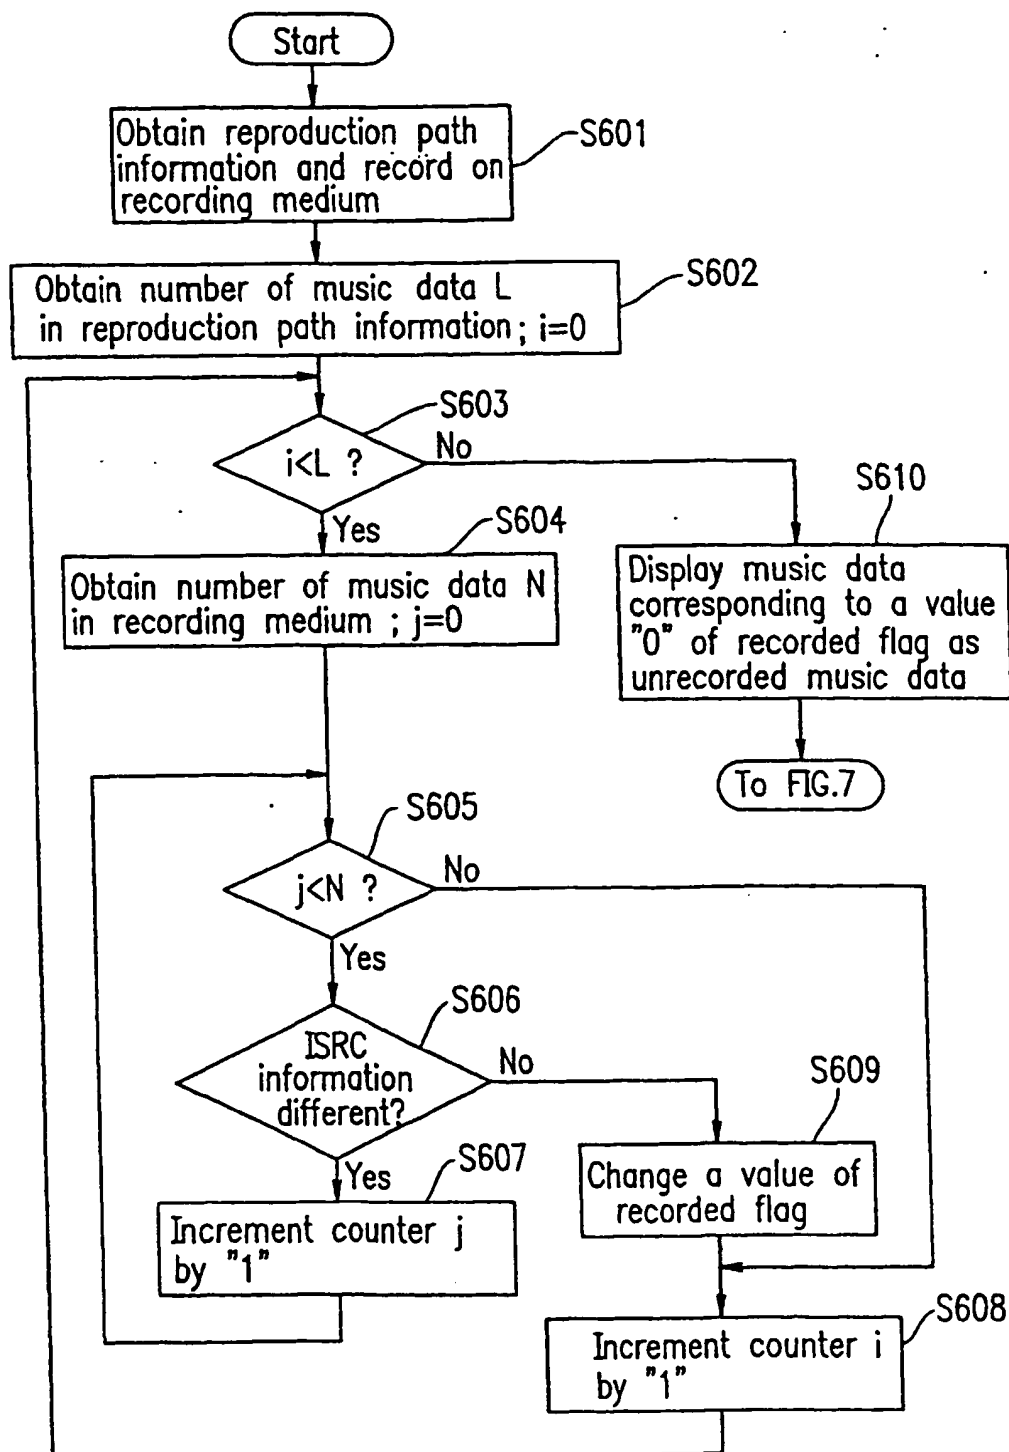 Start
Obtain reproduction path
information and record on
recording medium
S601
Obtain number of music data L
in reproduction path information; i=0
S602
S603
i<L ?
No
Yes
S604
Obtain number of music data N
in recording medium ; j=0
S610
Display music data
corresponding to a value
"0" of recorded flag as
unrecorded music data
To FIG.7
S605
j<N ?
No
Yes
S606
ISRC
information
different?
No
Yes
S607
Increment counter j
by "1"
S609
Change a value of
recorded flag
S608
Increment counter i
by "1"